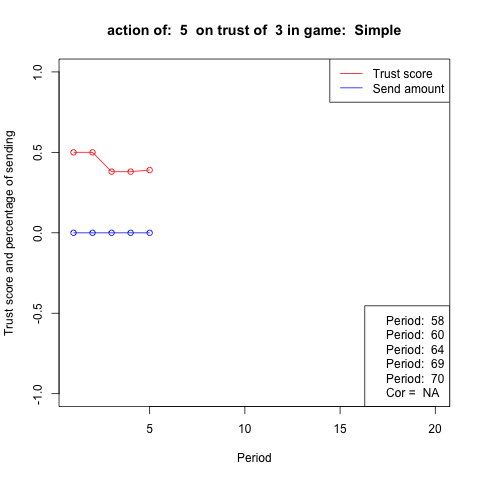 action of:  5  on trust of  3 in game:  Simple
Trust score
Send amount
Trust score and percentage of sending
1.0
0.5
0.0
-0.5
-1.0
Period:  58
Period:  60
Period:  64
Period:  69
Period:  70
Cor =  NA
5
10
15
20
Period